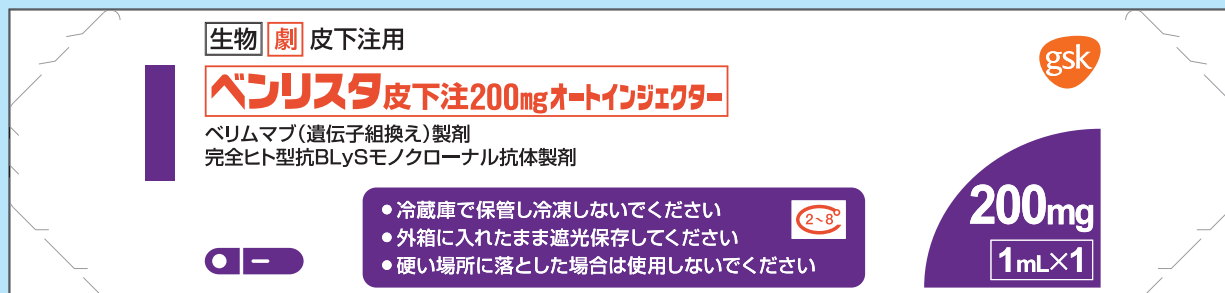 生物 劇 皮下注用
gsk
ベンリスタ皮下注200mgオートインジェクター
ベリムマブ（遺伝子組換え）製剤
完全ヒト型抗BLySモノクローナル抗体製剤
●冷蔵庫で保管し冷凍しないでください
●外箱に入れたまま遮光保存してください
●硬い場所に落とした場合は使用しないでください
2~8°
200mg
1mL×1